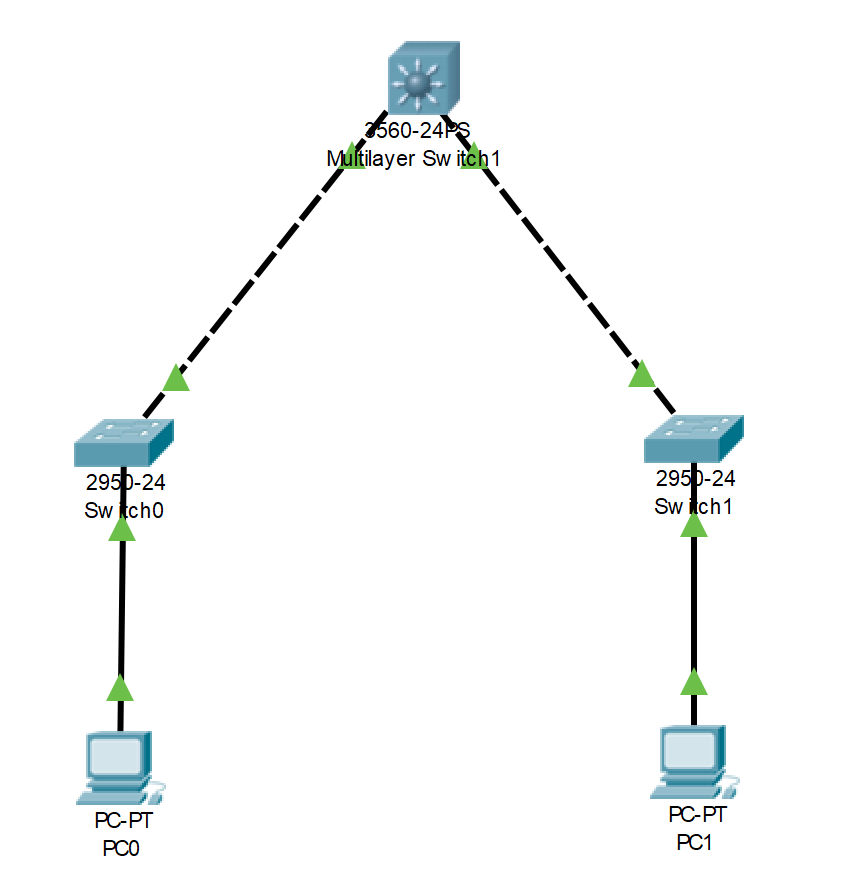 3560-24PS
Multilayer Switch1
2950-24
Switch0
2950-24
Switch1
PC-PT
PC0
PC-PT
PC1